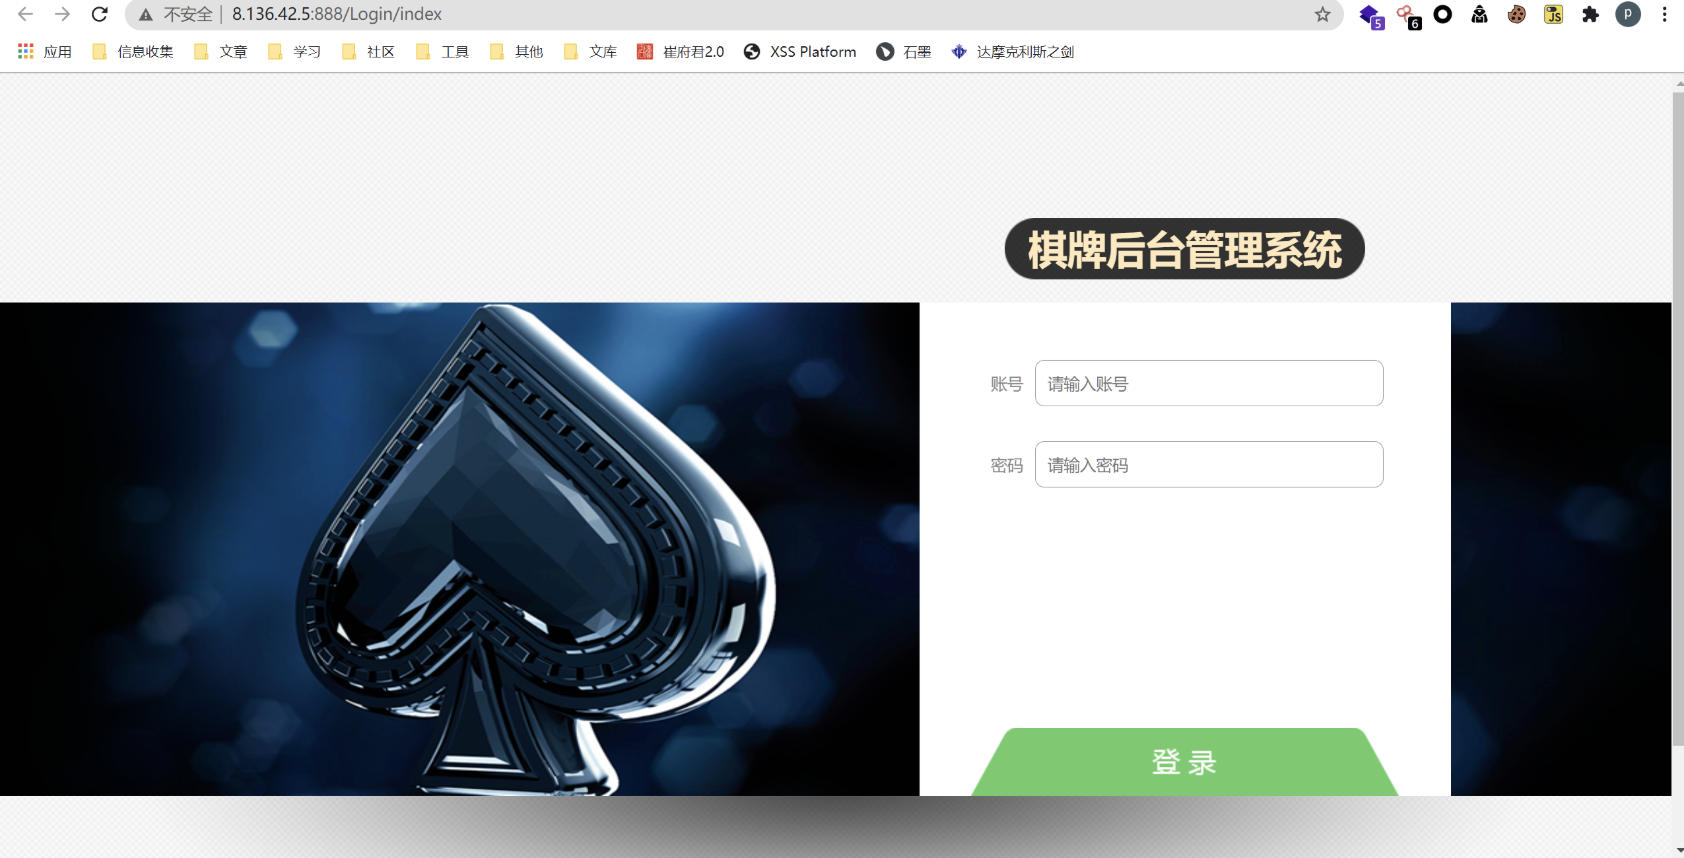 不安全 8.136.42.5:888/Login/index
5 6 JS p
应用 信息收集 文章 学习 社区 工具 其他 文库 崔府君2.0 XSS Platform 石墨 达摩克利斯之剑
棋牌后台管理系统
账号 请输入账号
密码 请输入密码
登 录